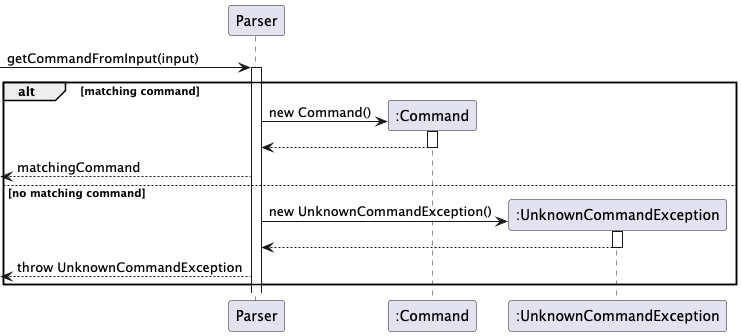 Parser
getCommandFromInput(input)
alt [matching command]
new Command()
:Command
matchingCommand
[no matching command]
new UnknownCommandException()
:UnknownCommandException
throw UnknownCommandException
Parser :Command :UnknownCommandException